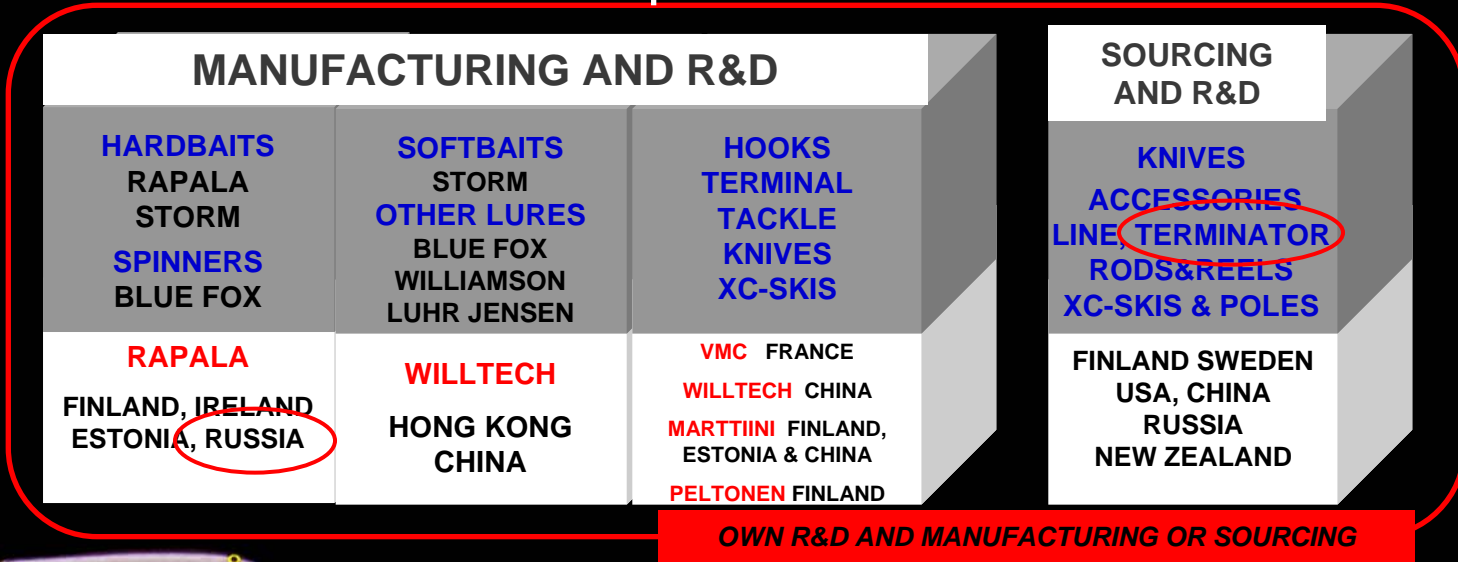 MANUFACTURING AND R&D
HARDBAITS
RAPALA
STORM
SPINNERS
BLUE FOX
RAPALA
FINLAND, IRELAND
ESTONIA, RUSSIA
SOFTBAITS
STORM
OTHER LURES
BLUE FOX
WILLIAMSON
LUHR JENSEN
WILLTECH
HONG KONG
CHINA
HOOKS
TERMINAL
TACKLE
KNIVES
XC-SKIS
VMC FRANCE
WILLTECH CHINA
MARTTIINI FINLAND,
ESTONIA & CHINA
PELTONEN FINLAND
SOURCING
AND R&D
KNIVES
ACCESSORIES
LINE, TERMINATOR
RODS&REELS
XC-SKIS & POLES
FINLAND SWEDEN
USA, CHINA
RUSSIA
NEW ZEALAND
OWN R&D AND MANUFACTURING OR SOURCING